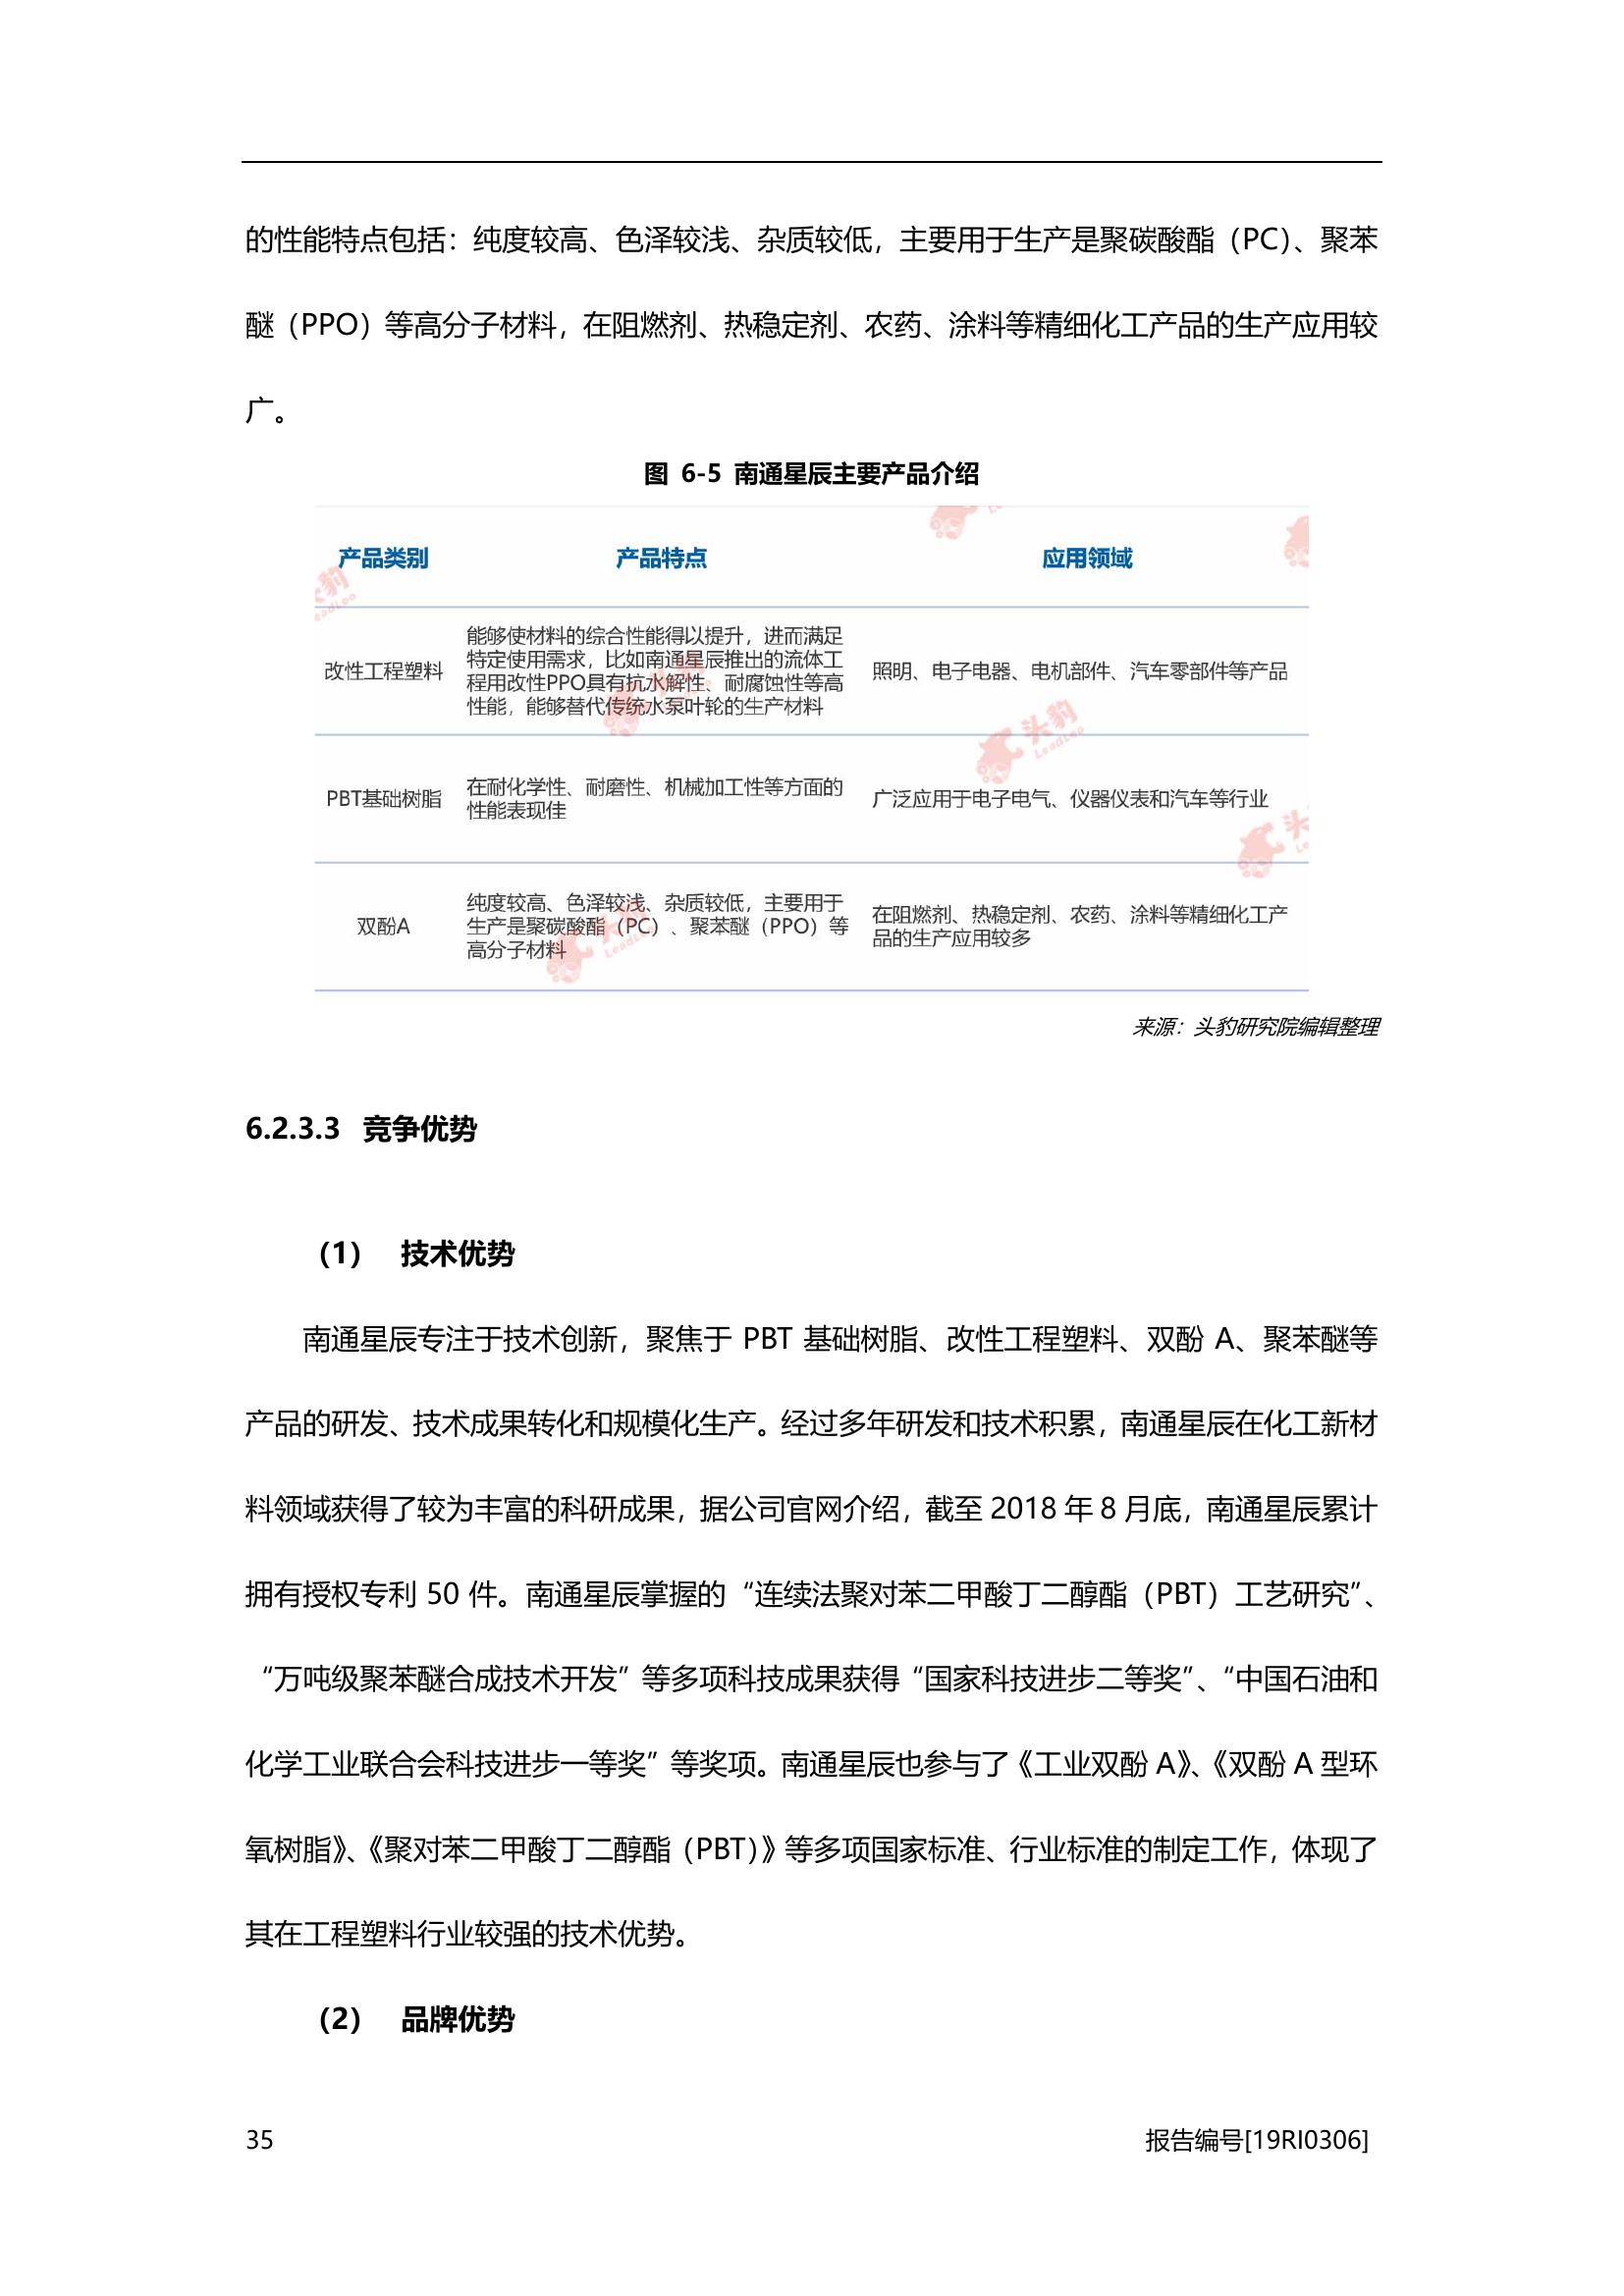 的性能特点包括：纯度较高、色泽较浅、杂质较低，主要用于生产是聚碳酸酯（PC）、聚苯
醚（PPO）等高分子材料，在阻燃剂、热稳定剂、农药、涂料等精细化工产品的生产应用较
广。
图 6-5 南通星辰主要产品介绍
产品类别 产品特点 应用领域
改性工程塑料
能够使材料的综合性能得以提升，进而满足
特定使用需求，比如南通星辰推出的流体工
程用改性PPO具有抗水解性、耐腐蚀性等高
性能，能够替代传统水泵叶轮的生产材料
照明、电子电器、电机部件、汽车零部件等产品
PBT基础树脂
在耐化学性、耐磨性、机械加工性等方面的
性能表现佳
广泛应用于电子电气、仪器仪表和汽车等行业
双酚A
纯度较高、色泽较浅、杂质较低，主要用于
生产是聚碳酸酯（PC）、聚苯醚（PPO）等
高分子材料
在阻燃剂、热稳定剂、农药、涂料等精细化工产
品的生产应用较多
头豹
LeadLeo
来源：头豹研究院编辑整理
6.2.3.3 竞争优势
（1） 技术优势
南通星辰专注于技术创新，聚焦于 PBT 基础树脂、改性工程塑料、双酚 A、聚苯醚等
产品的研发、技术成果转化和规模化生产。经过多年研发和技术积累，南通星辰在化工新材
料领域获得了较为丰富的科研成果，据公司官网介绍，截至 2018 年 8 月底，南通星辰累计
拥有授权专利 50 件。南通星辰掌握的“连续法聚对苯二甲酸丁二醇酯（PBT）工艺研究”、
“万吨级聚苯醚合成技术开发”等多项科技成果获得“国家科技进步二等奖”、“中国石油和
化学工业联合会科技进步一等奖”等奖项。南通星辰也参与了《工业双酚 A》、《双酚 A 型环
氧树脂》、《聚对苯二甲酸丁二醇酯（PBT）》等多项国家标准、行业标准的制定工作，体现了
其在工程塑料行业较强的技术优势。
（2） 品牌优势
35 报告编号[19RI0306]